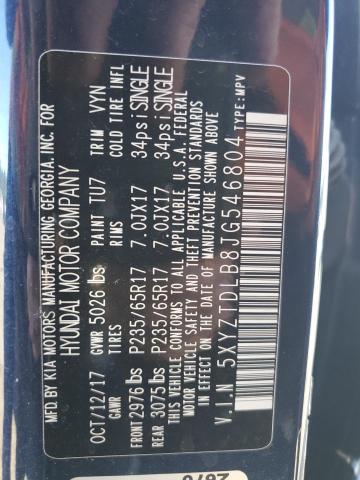 MFD. BY KIA MOTORS MANUFACTURING GEORGIA, INC. FOR
HYUNDAI MOTOR COMPANY
OCT/12/17 GVWR 5026 lbs PAINT TU7 TRIM VYN
GAWR TIRES RIMS COLD TIRE INFL
FRONT 2976 lbs P235/65R17 7.0JX17 34psi SINGLE
REAR 3075 lbs P235/65R17 7.0JX17 34psi SINGLE
THIS VEHICLE CONFORMS TO ALL APPLICABLE U.S.A. FEDERAL
MOTOR VEHICLE SAFETY AND THEFT PREVENTION STANDARDS
IN EFFECT ON THE DATE OF MANUFACTURE SHOWN ABOVE.
V.I.N 5XYZTDLB8JG546804 TYPE:MPV